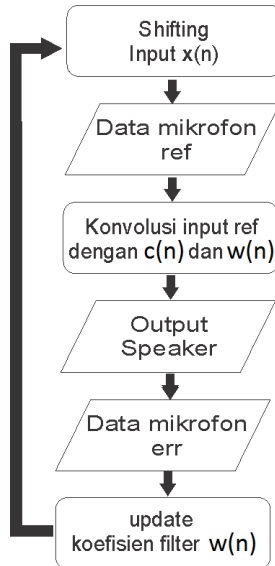 Shifting
Input x(n)
Data mikrofon
ref
Konvolusi input ref
dengan c(n) dan w(n)
Output
Speaker
Data mikrofon
err
update
koefisien filter w(n)